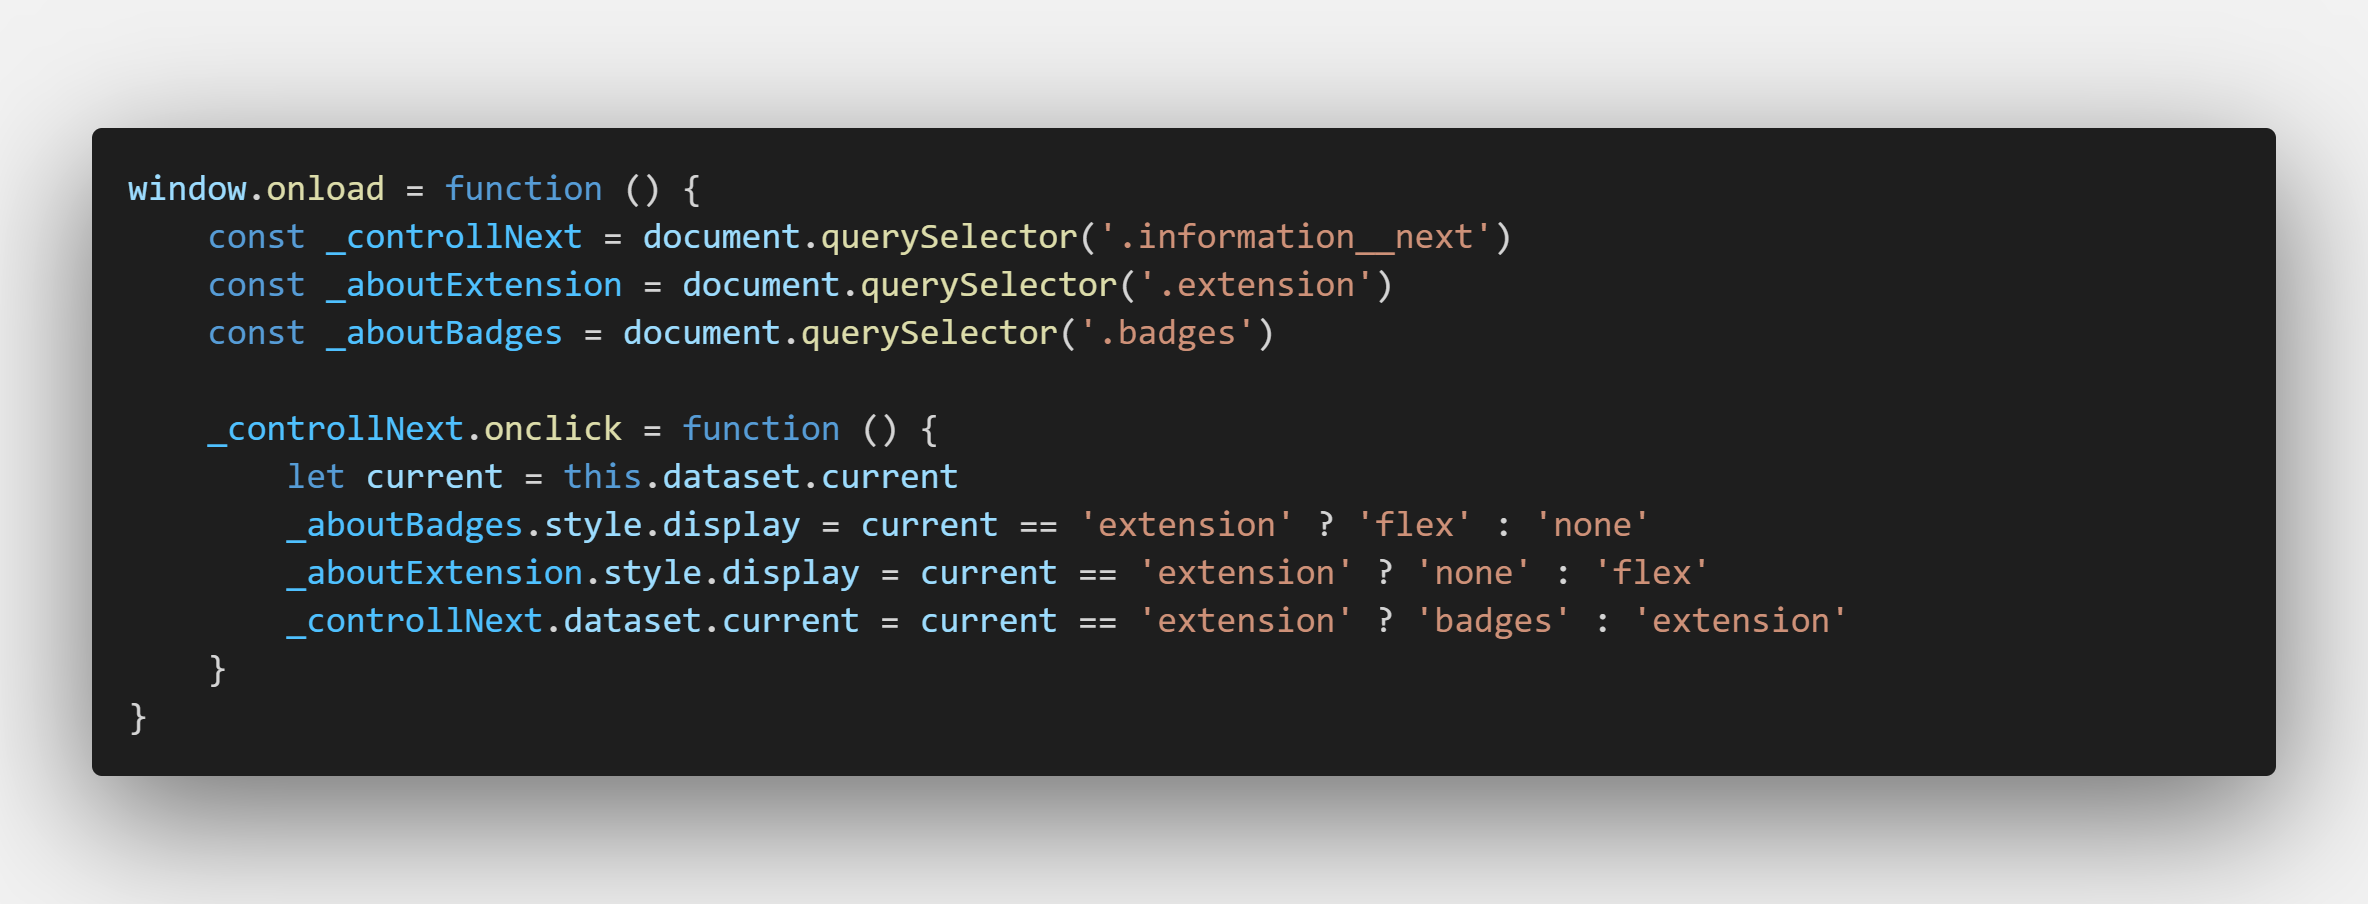 window.onload = function () {
    const _controllNext = document.querySelector('.information__next')
    const _aboutExtension = document.querySelector('.extension')
    const _aboutBadges = document.querySelector('.badges')

    _controllNext.onclick = function () {
        let current = this.dataset.current
        _aboutBadges.style.display = current == 'extension' ? 'flex' : 'none'
        _aboutExtension.style.display = current == 'extension' ? 'none' : 'flex'
        _controllNext.dataset.current = current == 'extension' ? 'badges' : 'extension'
    }
}